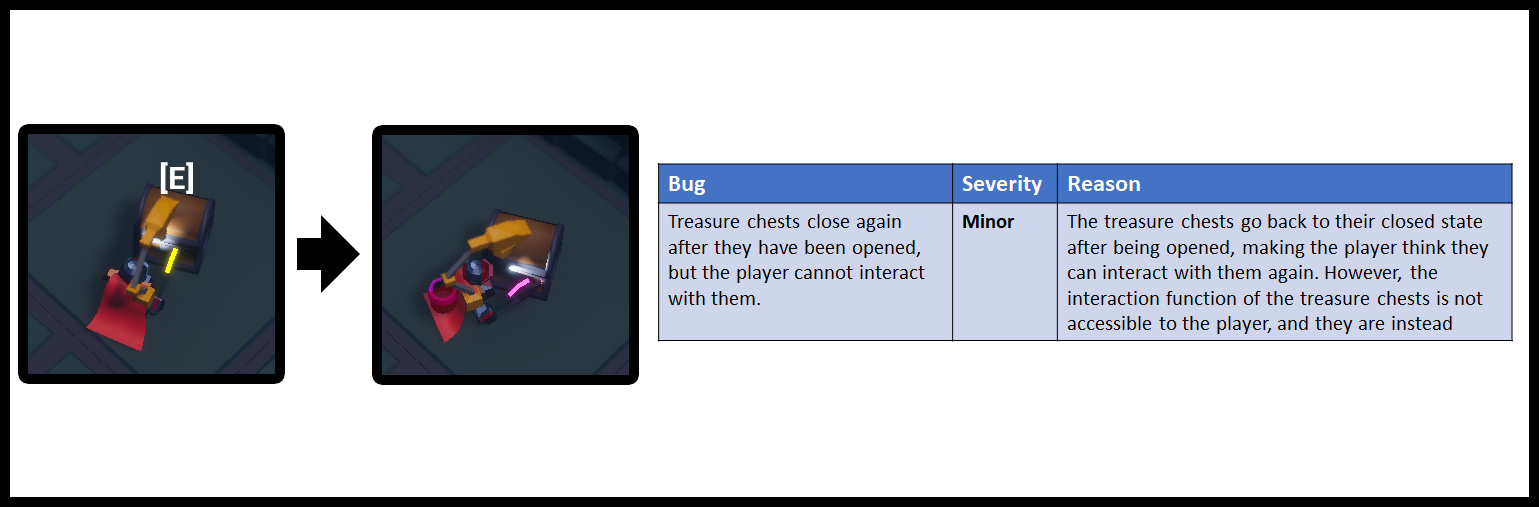 [E]
Bug
Severity
Reason
Treasure chests close again
after they have been opened,
but the player cannot interact
with them.
Minor
The treasure chests go back to their closed state
after being opened, making the player think they
can interact with them again. However, the
interaction function of the treasure chests is not
accessible to the player, and they are instead